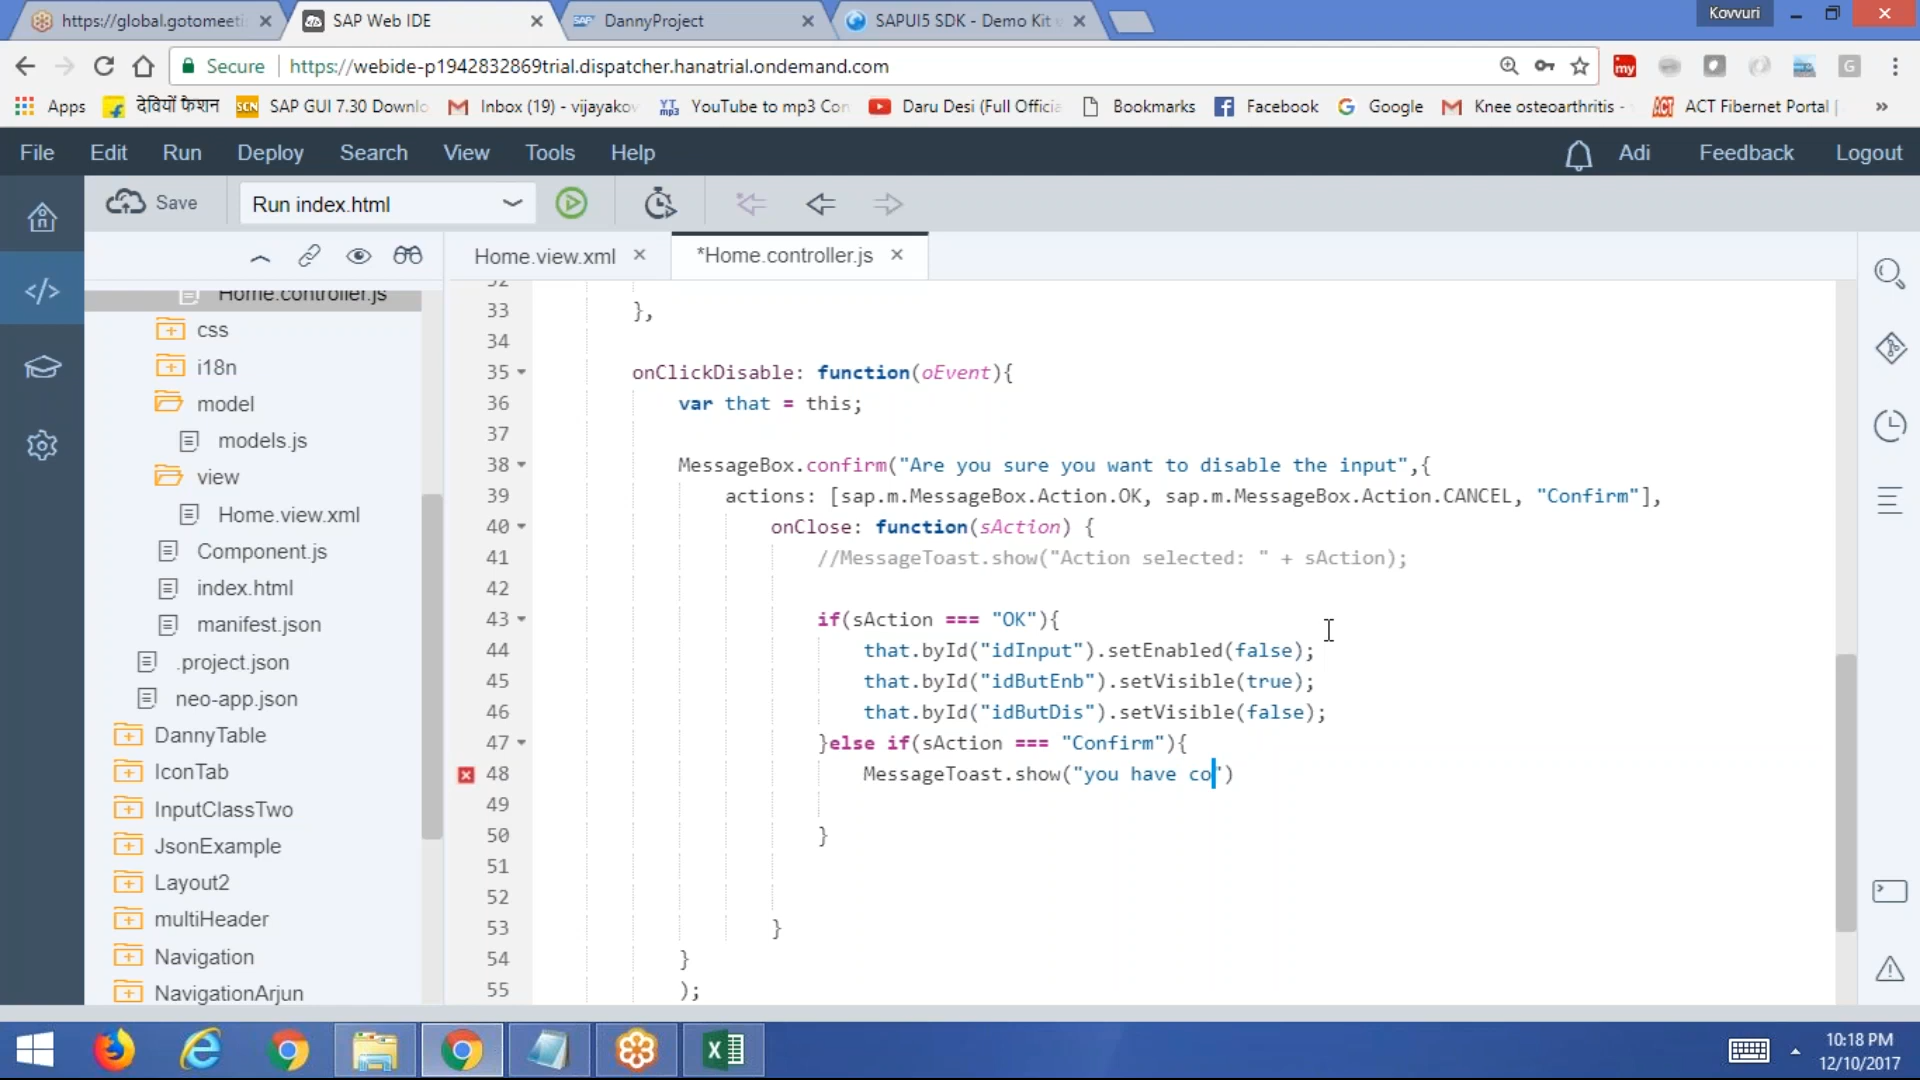 https://global.gotomeeti
SAP Web IDE
DannyProject
SAPUI5 SDK - Demo Kit
Kovvuri
Secure
https://webide-p1942832869trial.dispatcher.hanatrial.ondemand.com
my
G
Apps
देवियों फैशन
SCN SAP GUI 7.30 Downlo
Inbox (19) - vijayakov
YouTube to mp3 Con
Daru Desi (Full Officia
Bookmarks
Facebook
Google
Knee osteoarthritis -
ACT Fibernet Portal |
»
File Edit Run Deploy Search View Tools Help
Adi Feedback Logout
Save
Run index.html
Home.view.xml
*Home.controller.js
Home.controller.js
css
i18n
model
models.js
view
Home.view.xml
Component.js
index.html
manifest.json
.project.json
neo-app.json
DannyTable
IconTab
InputClassTwo
JsonExample
Layout2
multiHeader
Navigation
NavigationArjun
32
33 },
34
35 onClickDisable: function(oEvent){
36 var that = this;
37
38 MessageBox.confirm("Are you sure you want to disable the input",{
39 actions: [sap.m.MessageBox.Action.OK, sap.m.MessageBox.Action.CANCEL, "Confirm"],
40 onClose: function(sAction) {
41 //MessageToast.show("Action selected: " + sAction);
42
43 if(sAction === "OK"){
44 that.byId("idInput").setEnabled(false);
45 that.byId("idButEnb").setVisible(true);
46 that.byId("idButDis").setVisible(false);
47 }else if(sAction === "Confirm"){
48 MessageToast.show("you have co")
49
50 }
51
52
53 }
54 }
55 );
10:18 PM
12/10/2017